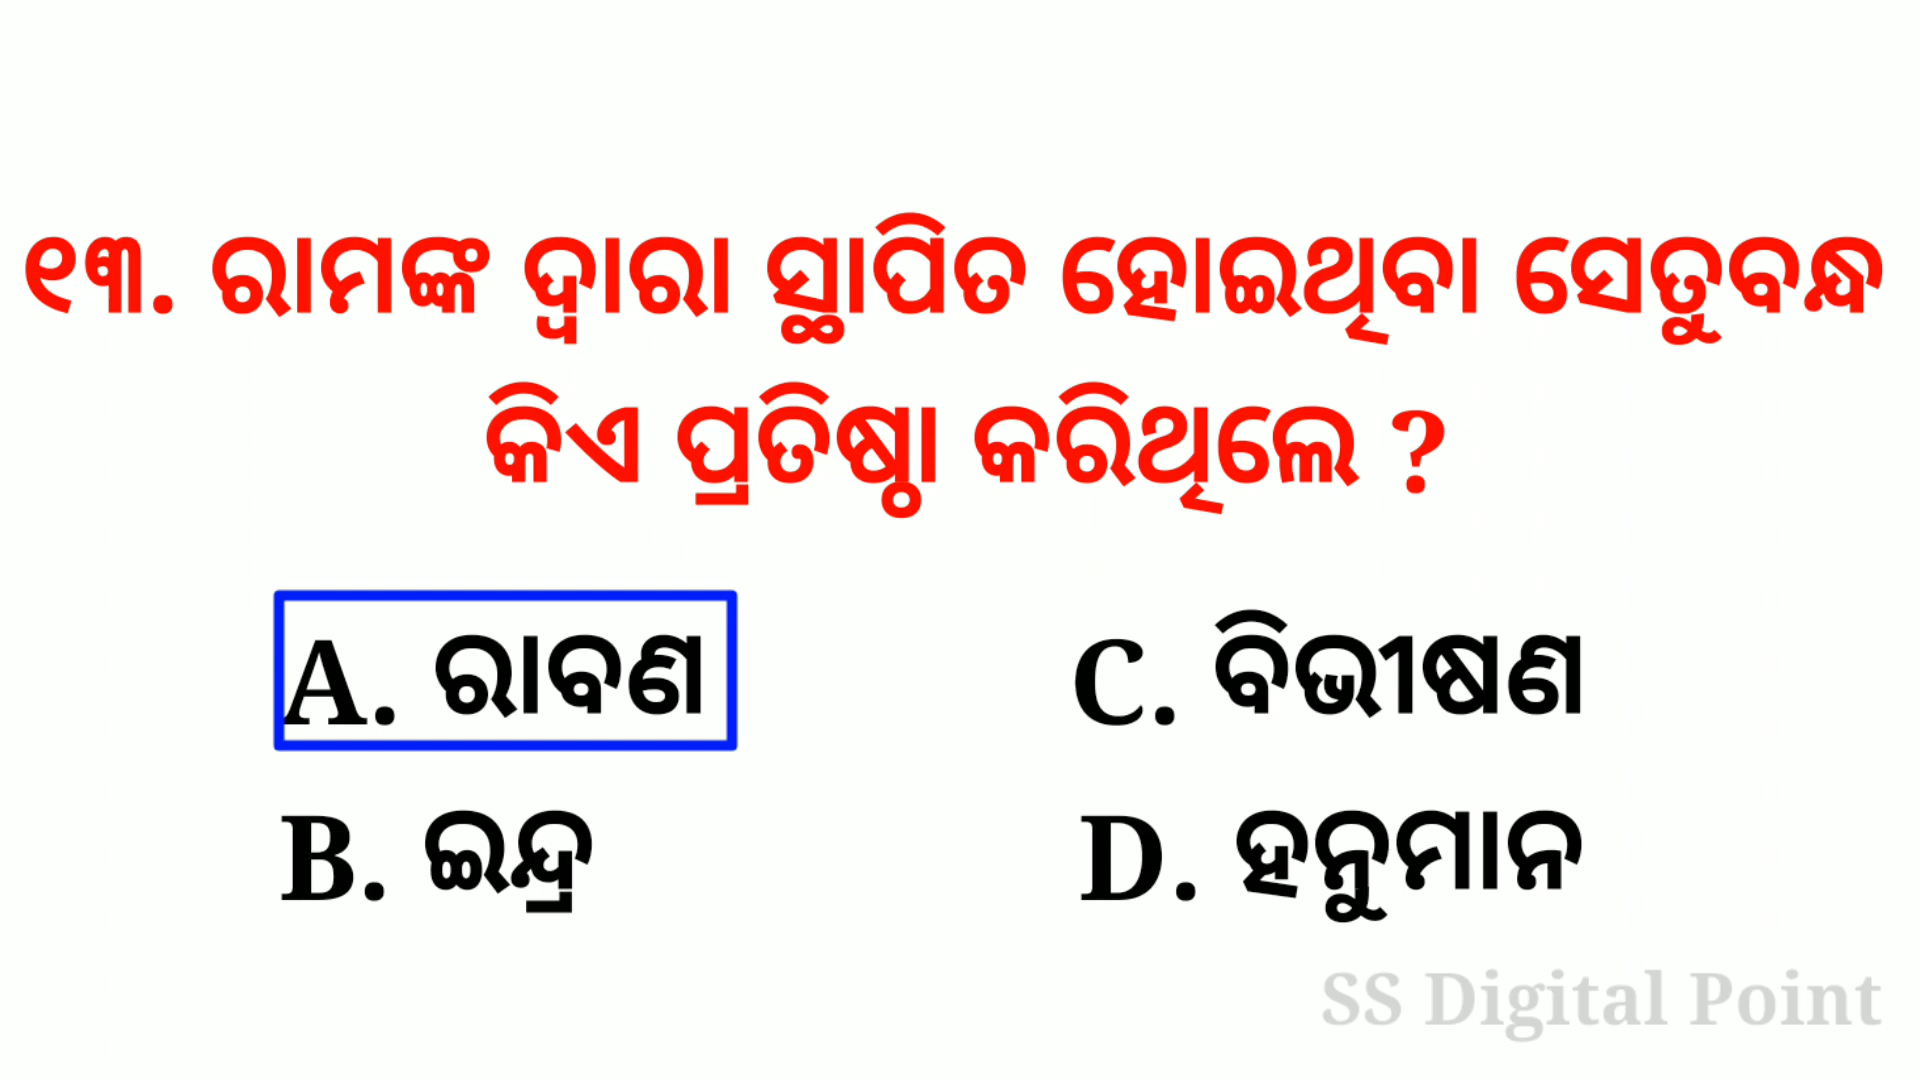 ୧୩. ରାମଙ୍କ ଦ୍ୱାରା ସ୍ଥାପିତ ହୋଇଥିବା ସେତୁବନ୍ଧ
କିଏ ପ୍ରତିଷ୍ଠା କରିଥିଲେ ?
A. ରାବଣ
C. ବିଭୀଷଣ
B. ଇନ୍ଦ୍ର
D. ହନୁମାନ
SS Digital Point